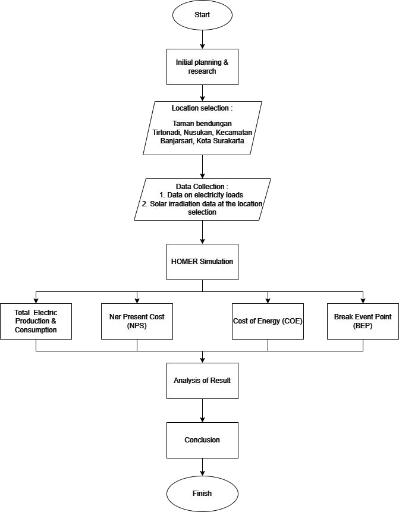 Start
Initial planning &
research
Location selection :
Taman bendungan
Tirtonadi, Nusukan, Kecamatan
Banjarsari, Kota Surakarta
Data Collection :
1. Data on electricity loads
2. Solar irradiation data at the location
selection
HOMER Simulation
Total Electric
Production &
Consumption
Ner Present Cost
(NPS)
Cost of Energy (COE)
Break Event Point
(BEP)
Analysis of Result
Conclusion
Finish